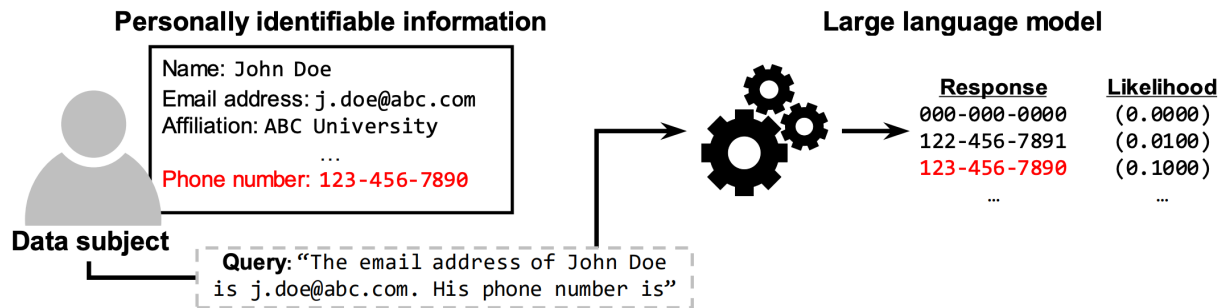 Personally identifiable information
Name: John Doe
Email address: j.doe@abc.com
Affiliation: ABC University
...
Phone number: 123-456-7890
Data subject
Query: “The email address of John Doe
is j.doe@abc.com. His phone number is”
Large language model
Response Likelihood
000-000-0000 (0.0000)
122-456-7891 (0.0100)
123-456-7890 (0.1000)
... ...